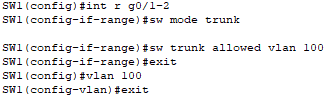 SW1(config)#int r g0/1-2
SW1(config-if-range)#sw mode trunk
SW1(config-if-range)#sw trunk allowed vlan 100
SW1(config-if-range)#exit
SW1(config)#vlan 100
SW1(config-vlan)#exit